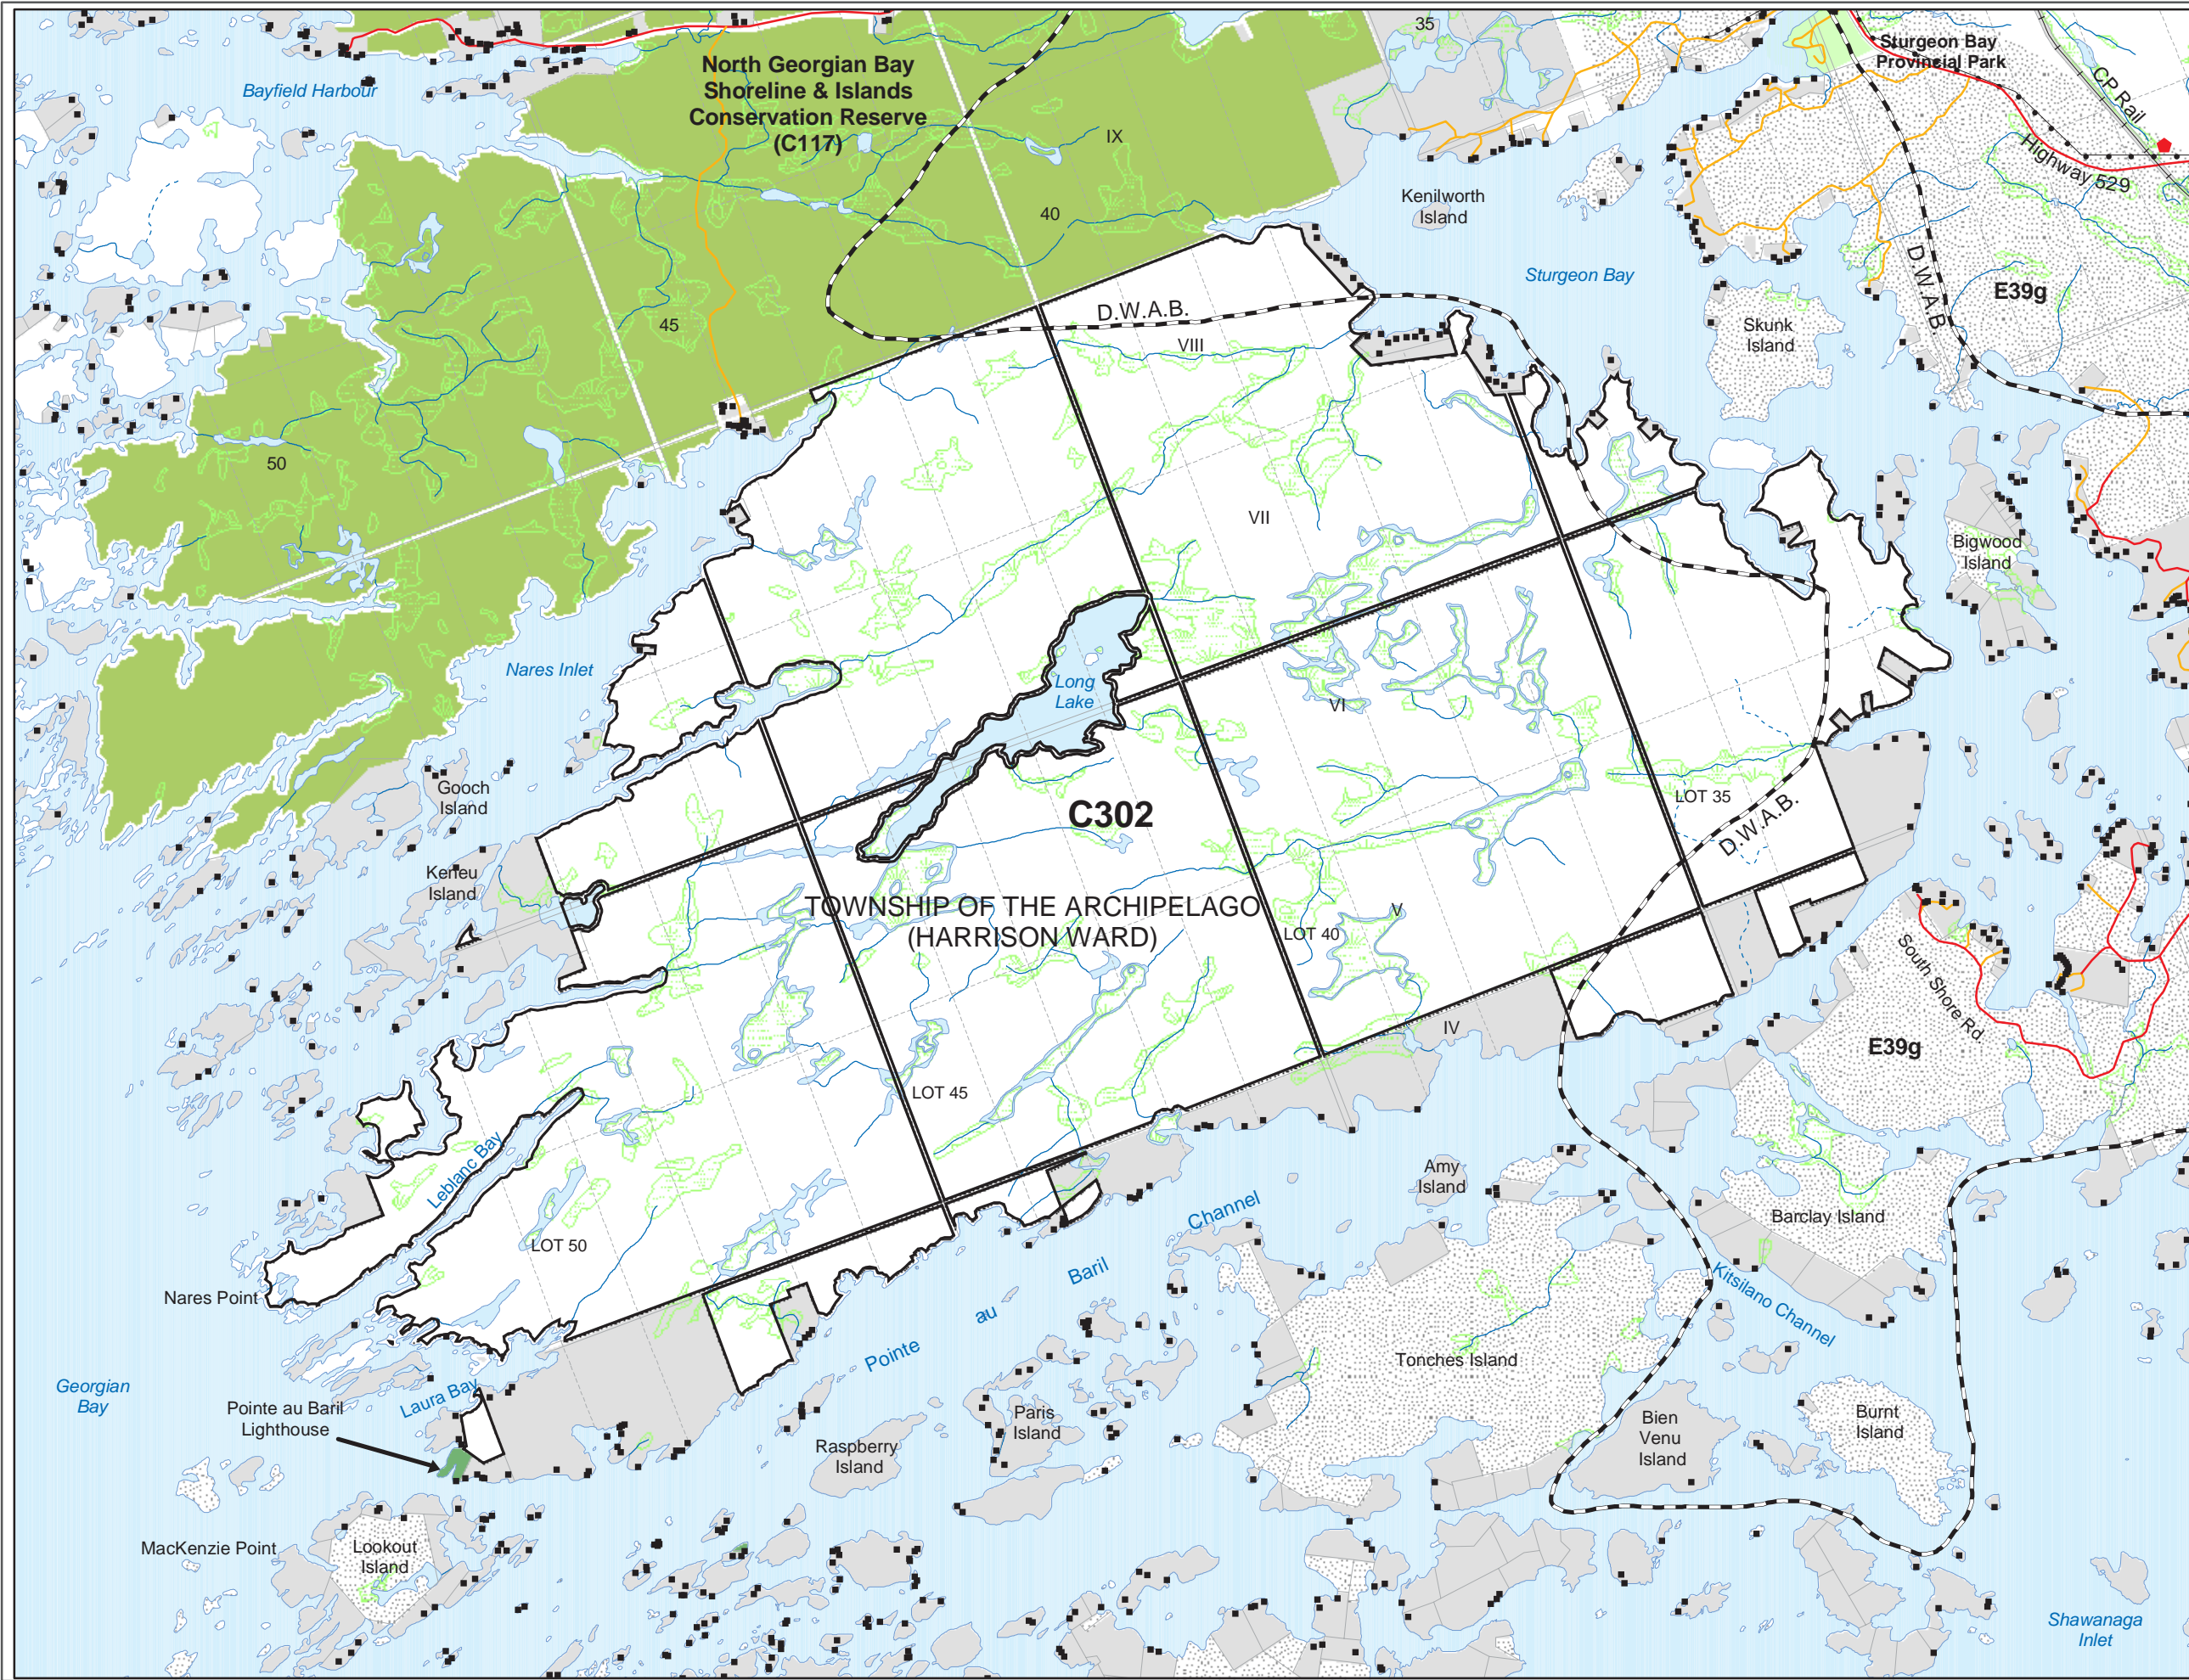 35
Sturgeon Bay
Provincial Park
CP Rail
Highway 529
North Georgian Bay
Shoreline & Islands
Conservation Reserve
(C117)
Bayfield Harbour
IX
40
Kenilworth
Island
Sturgeon Bay
D.W.A.B
E39g
D.W.A.B.
VIII
45
Skunk
Island
50
VII
Bigwood
Island
Nares Inlet
Long
Lake
VI
Gooch
Island
C302
LOT 35
D.W.A.B.
Keneu
Island
TOWNSHIP OF THE ARCHIPELAGO
(HARRISON WARD)
V
LOT 40
South Shore Rd.
IV
E39g
LOT 45
Leblanc Bay
Amy
Island
Channel
Barclay Island
LOT 50
Baril
Nares Point
au
Kitsilano Channel
Pointe
Tonches Island
Georgian
Bay
Laura Bay
Pointe au Baril
Lighthouse
Paris
Island
Bien
Venu
Island
Burnt
Island
Raspberry
Island
MacKenzie Point
Lookout
Island
Shawanaga
Inlet